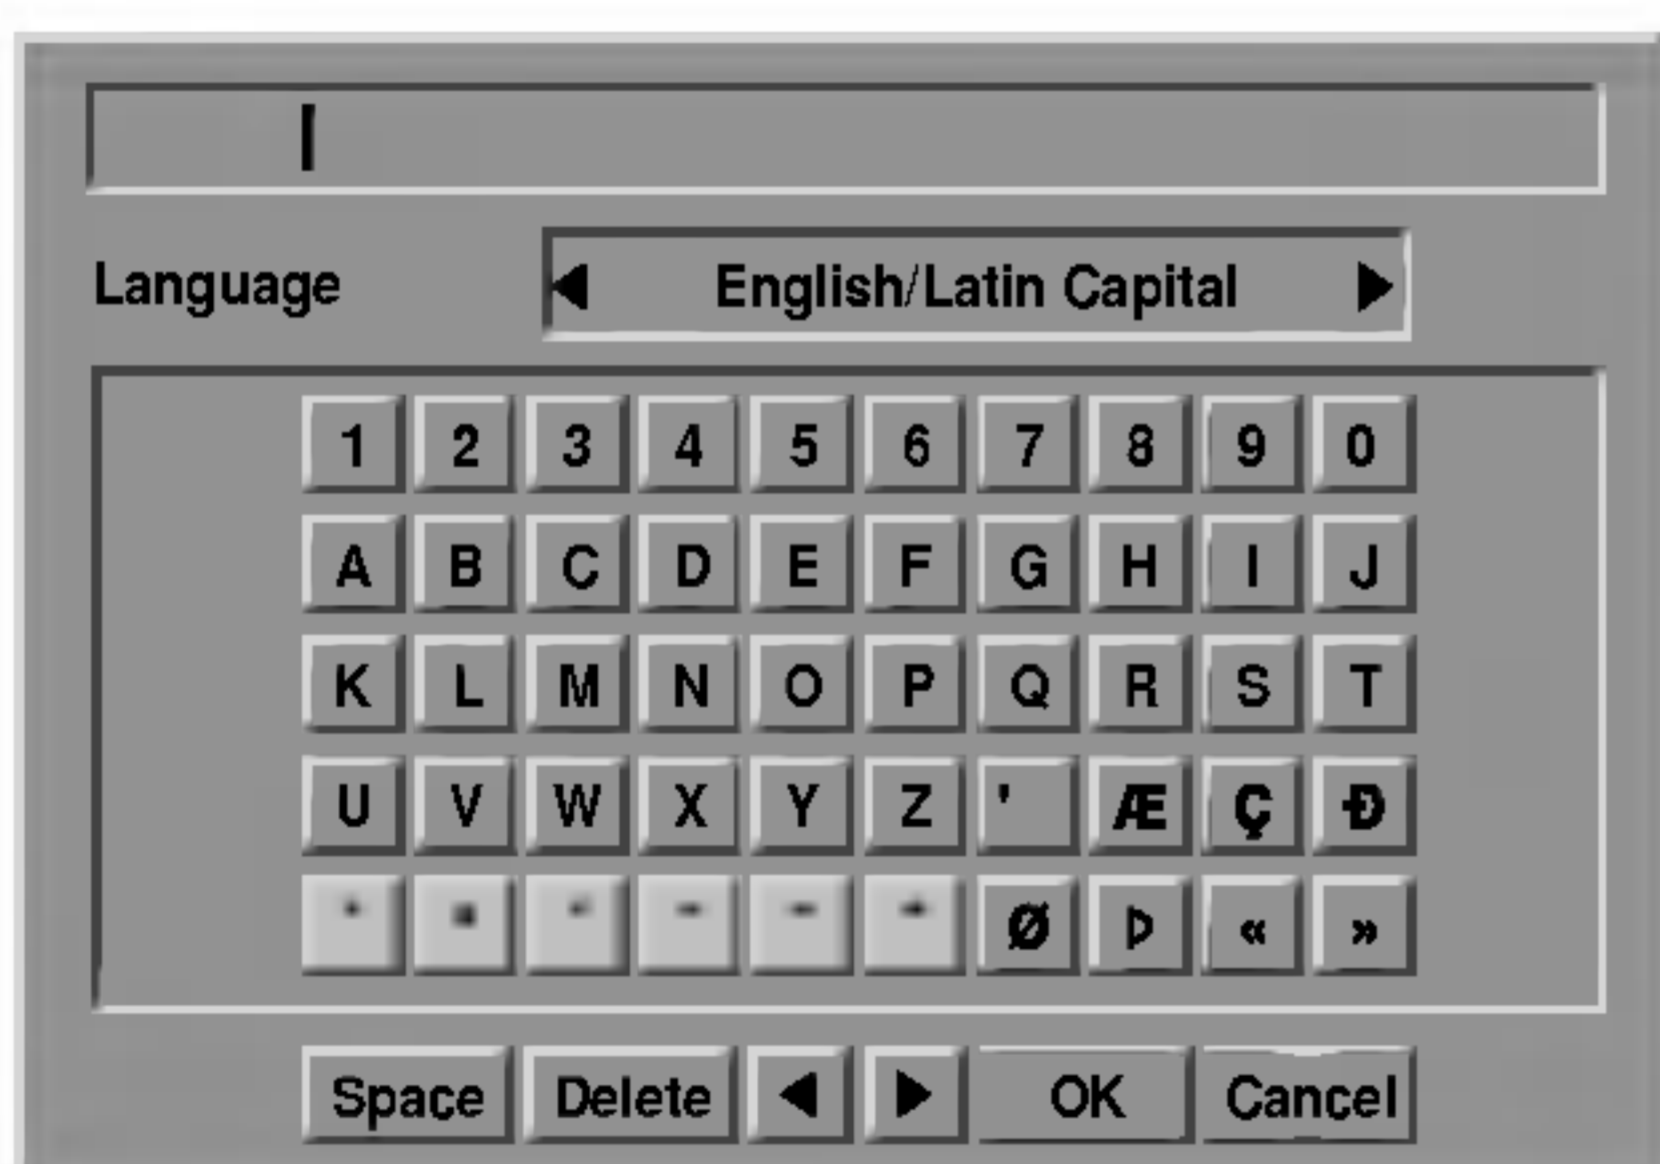 Language ◀ English/Latin Capital ▶
1 2 3 4 5 6 7 8 9 0
A B C D E F G H I J
K L M N O P Q R S T
U V W X Y Z ' Æ Ç Đ
Ø Þ « »
Space Delete ◀ ▶ OK Cancel